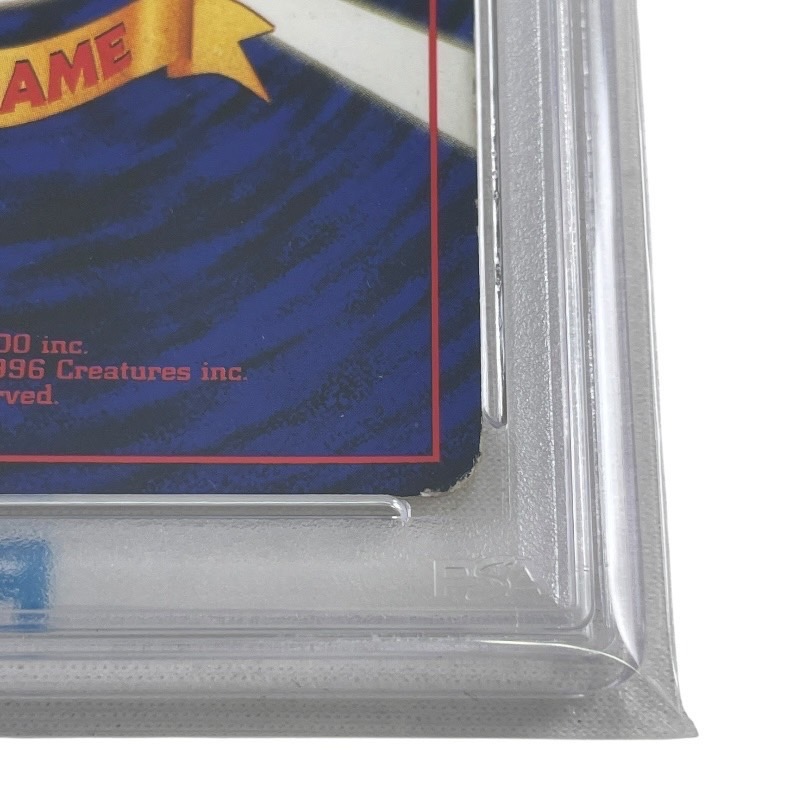 AME
00 inc.
996 Creatures inc.
rved.
PSA